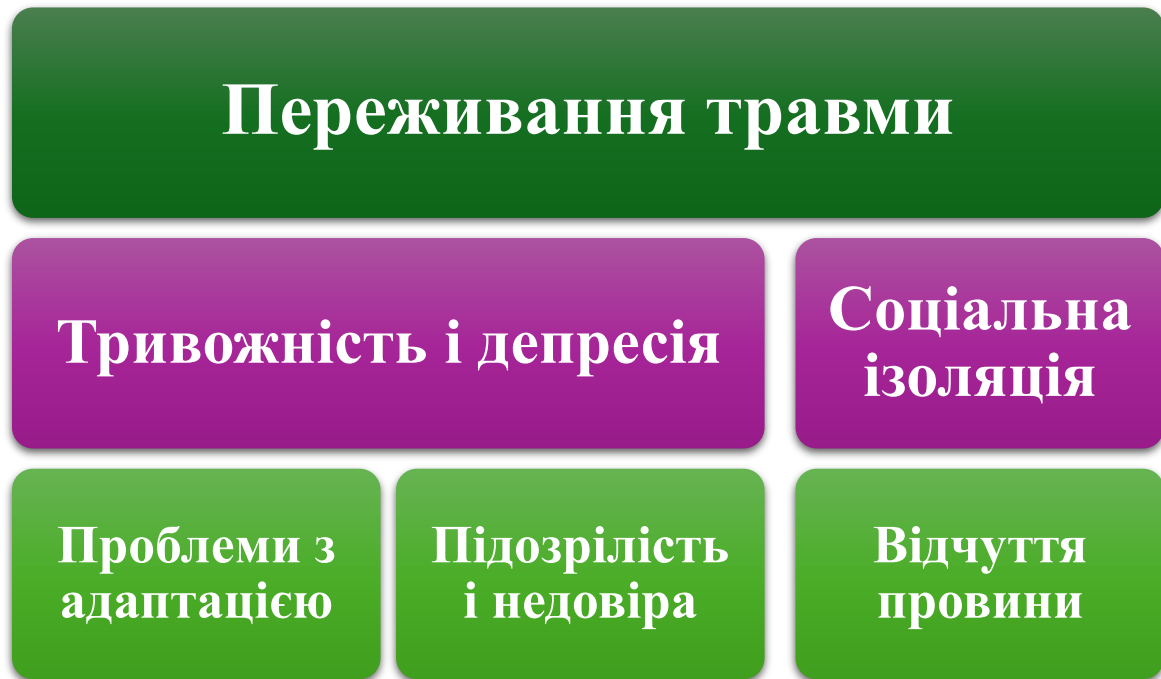 Переживання травми
Тривожність і депресія
Соціальна
ізоляція
Проблеми з
адаптацією
Підозрілість
і недовіра
Відчуття
провини